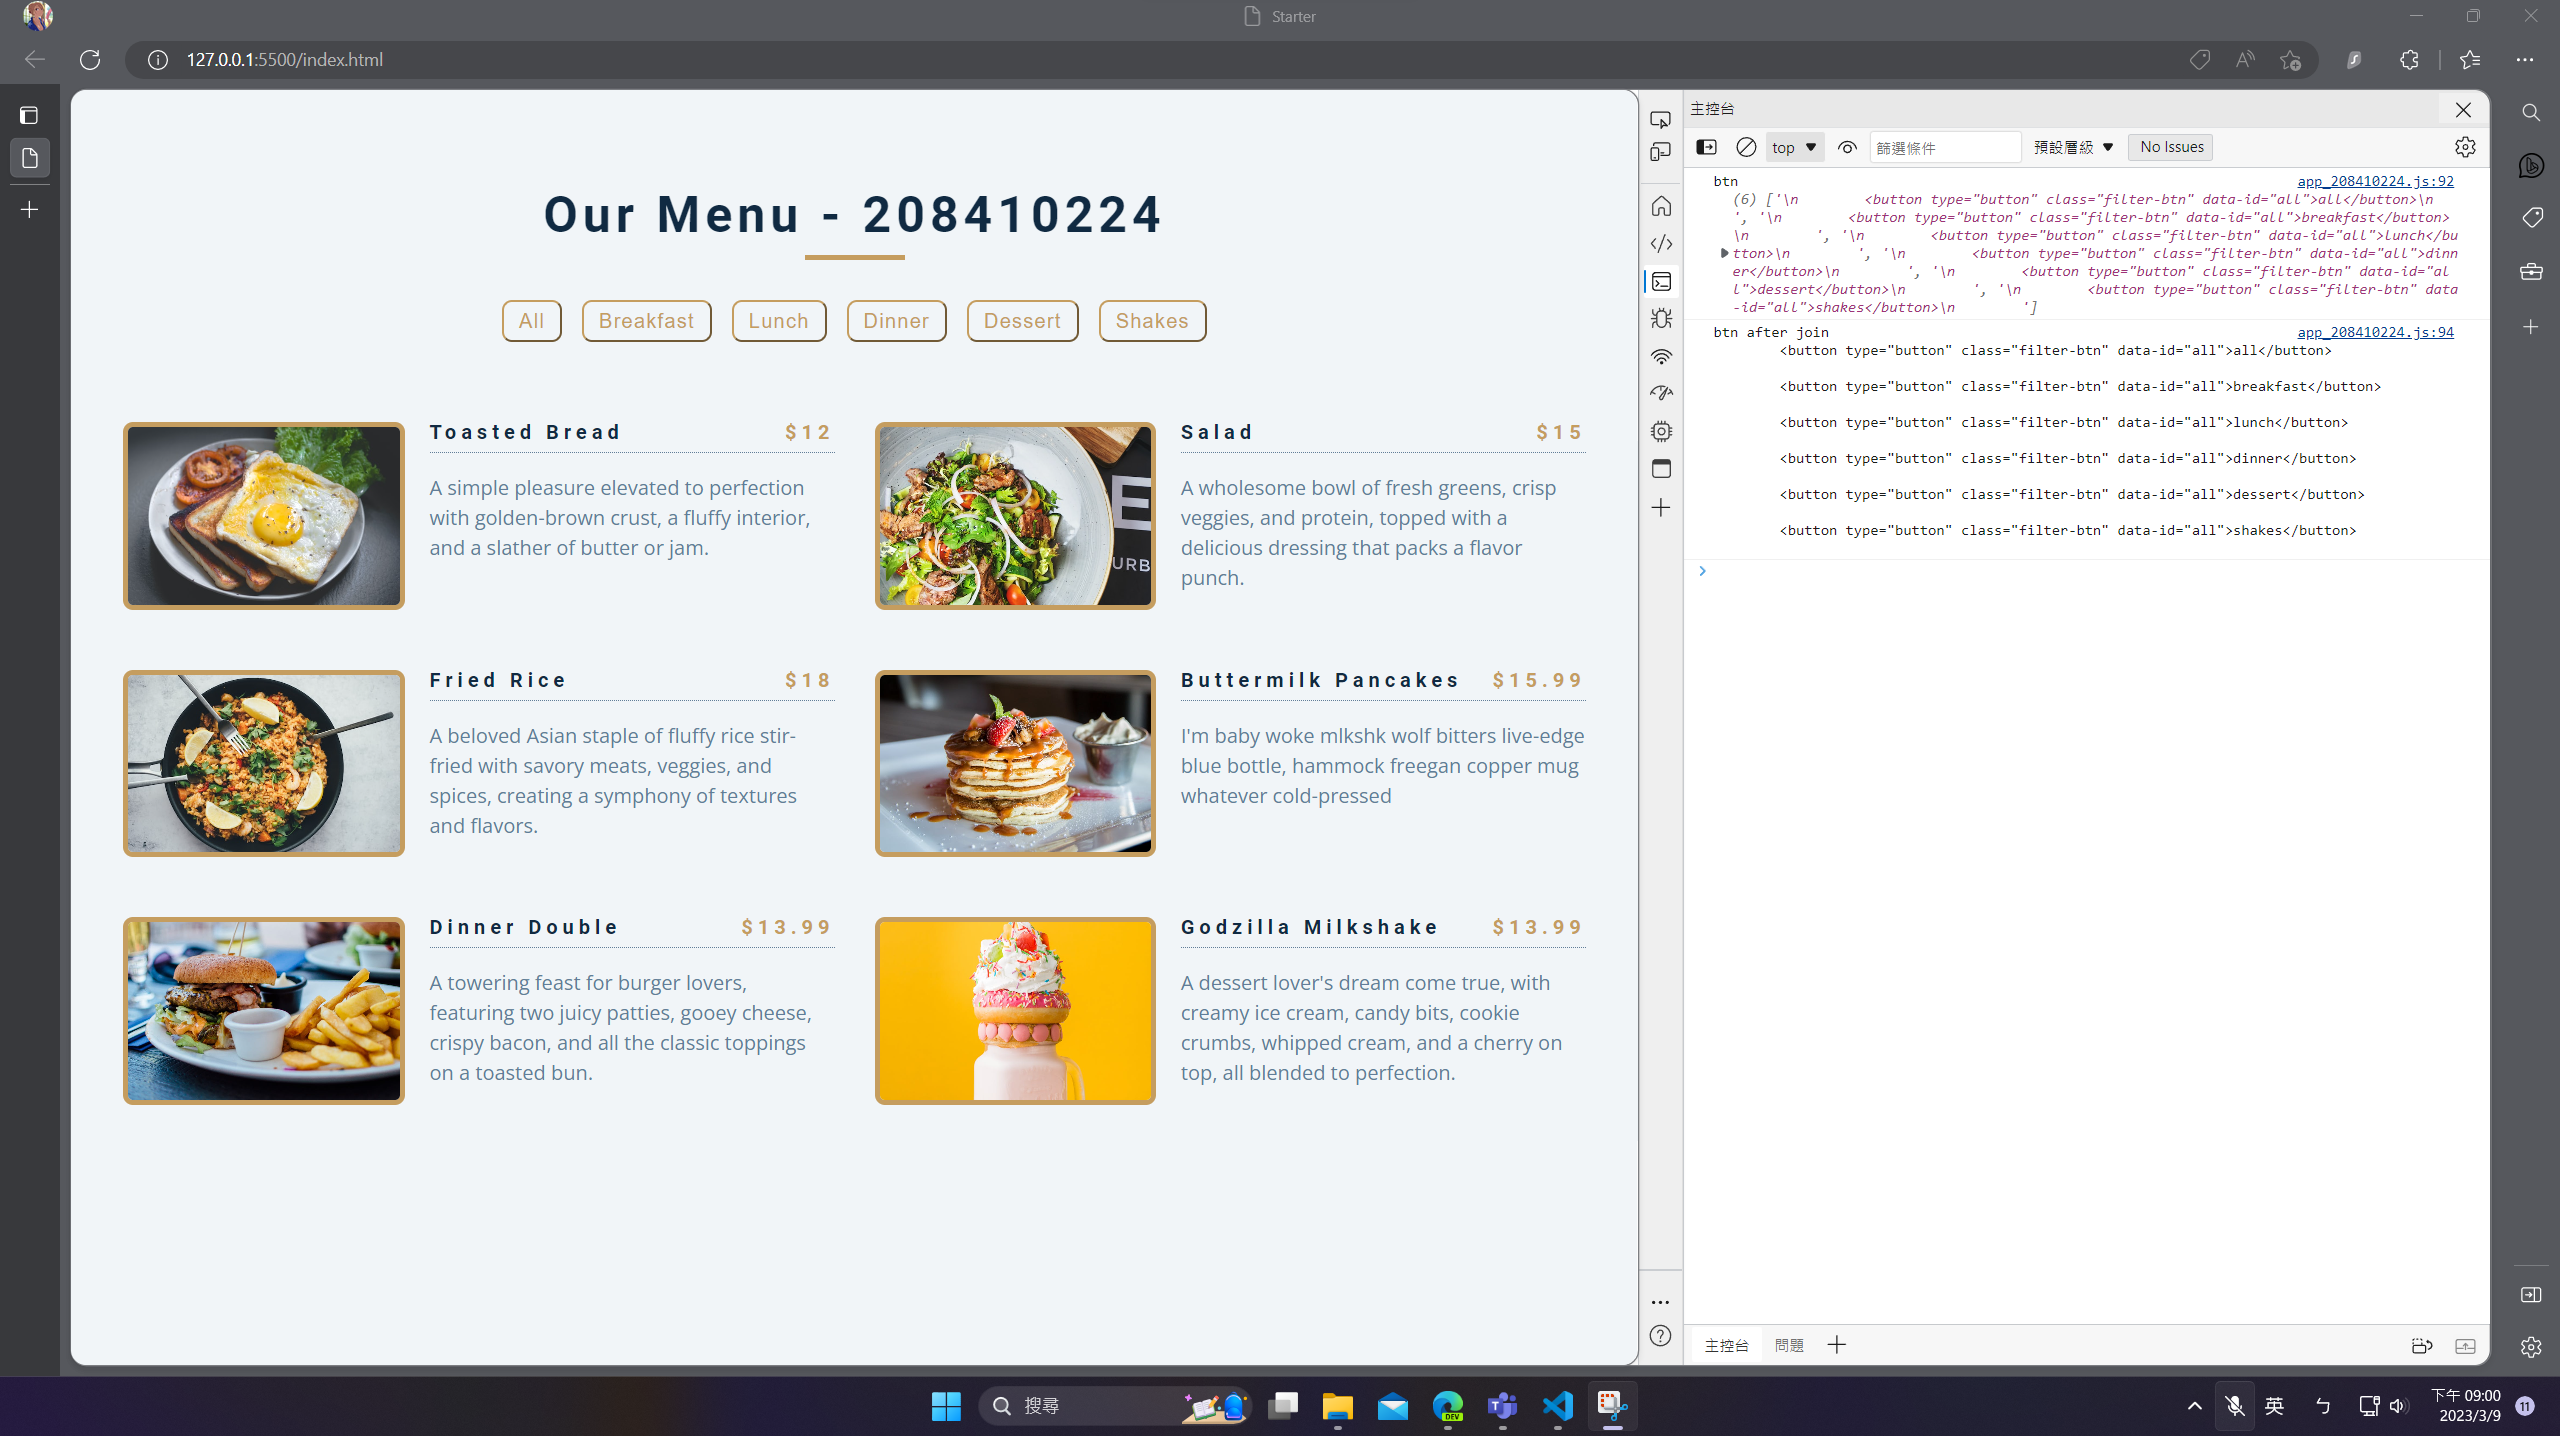 Starter
127.0.0.1:5500/index.html
Our Menu - 208410224
All
Breakfast
Lunch
Dinner
Dessert
Shakes
Toasted Bread
$12
A simple pleasure elevated to perfection
with golden-brown crust, a fluffy interior,
and a slather of butter or jam.
Salad
$15
A wholesome bowl of fresh greens, crisp
veggies, and protein, topped with a
delicious dressing that packs a flavor
punch.
E
URB
Fried Rice
$18
A beloved Asian staple of fluffy rice stir-
fried with savory meats, veggies, and
spices, creating a symphony of textures
and flavors.
Buttermilk Pancakes
$15.99
I'm baby woke mlkshk wolf bitters live-edge
blue bottle, hammock freegan copper mug
whatever cold-pressed
Dinner Double
$13.99
A towering feast for burger lovers,
featuring two juicy patties, gooey cheese,
crispy bacon, and all the classic toppings
on a toasted bun.
Godzilla Milkshake
$13.99
A dessert lover's dream come true, with
creamy ice cream, candy bits, cookie
crumbs, whipped cream, and a cherry on
top, all blended to perfection.
主控台
top
篩選條件
預設層級
No Issues
btn
app_208410224.js:92
(6) ['\n        <button type="button" class="filter-btn" data-id="all">all</button>\n
', '\n        <button type="button" class="filter-btn" data-id="all">breakfast</button>
\n        ', '\n        <button type="button" class="filter-btn" data-id="all">lunch</bu
tton>\n        ', '\n        <button type="button" class="filter-btn" data-id="all">dinn
er</button>\n        ', '\n        <button type="button" class="filter-btn" data-id="al
l">dessert</button>\n        ', '\n        <button type="button" class="filter-btn" data
-id="all">shakes</button>\n        ']
btn after join
app_208410224.js:94
<button type="button" class="filter-btn" data-id="all">all</button>
<button type="button" class="filter-btn" data-id="all">breakfast</button>
<button type="button" class="filter-btn" data-id="all">lunch</button>
<button type="button" class="filter-btn" data-id="all">dinner</button>
<button type="button" class="filter-btn" data-id="all">dessert</button>
<button type="button" class="filter-btn" data-id="all">shakes</button>
主控台
問題
搜尋
DEV
英
ㄅ
下午 09:00
2023/3/9
11